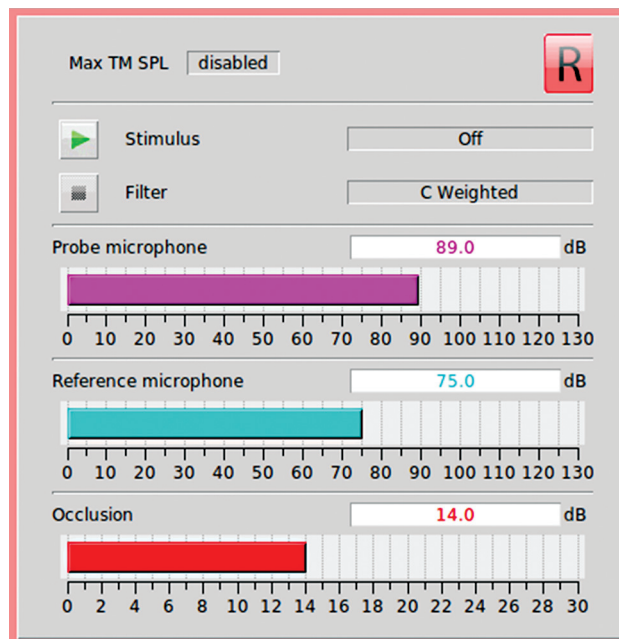 Max TM SPL disabled R
Stimulus Off
Filter C Weighted
Probe microphone 89.0 dB
0 10 20 30 40 50 60 70 80 90 100 110 120 130
Reference microphone 75.0 dB
0 10 20 30 40 50 60 70 80 90 100 110 120 130
Occlusion 14.0 dB
0 2 4 6 8 10 12 14 16 18 20 22 24 26 28 30